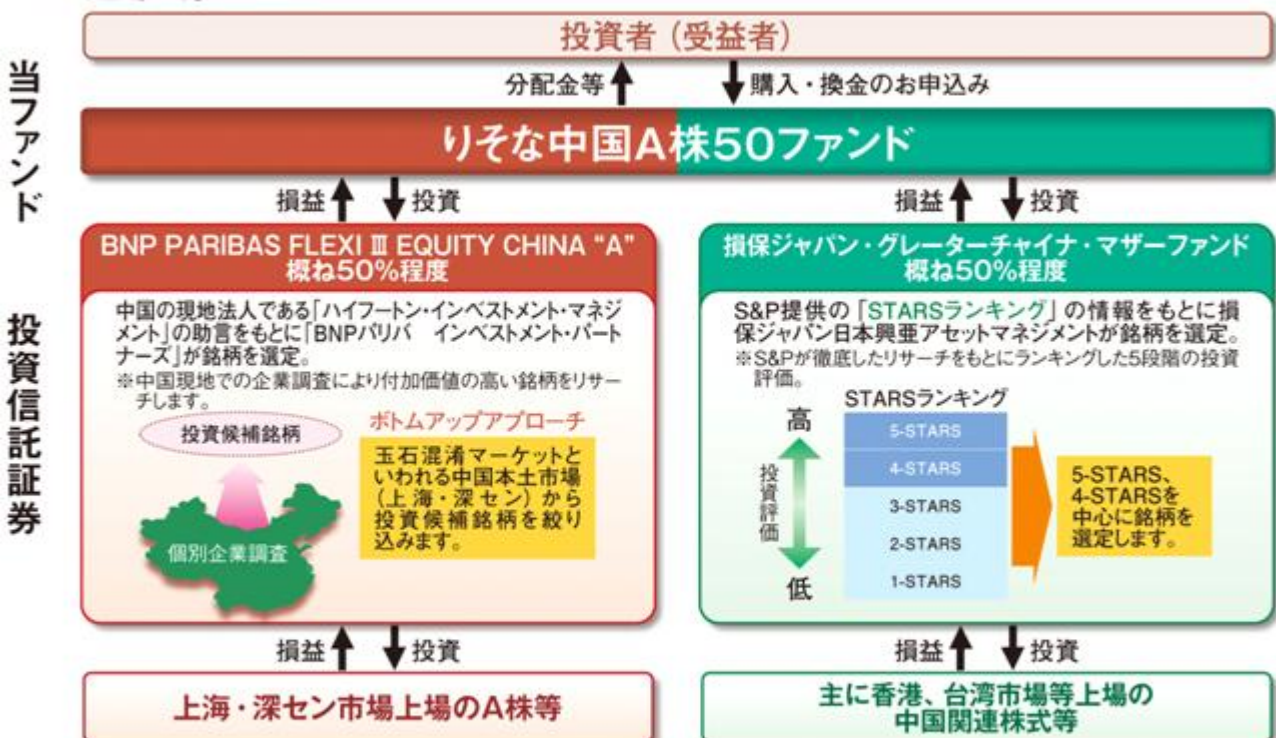 投資者（受益者）
分配金等
購入・換金のお申込み
当ファンド
りそな中国A株50ファンド
損益
投資
損益
投資
投資信託証券
BNP PARIBAS FLEXI Ⅲ EQUITY CHINA “A”
概ね50%程度
中国の現地法人である「ハイフートン・インベストメント・マネジ
メント」の助言をもとに「BNPパリバ　インベストメント・パート
ナーズ」が銘柄を選定。
※中国現地での企業調査により付加価値の高い銘柄をリサー
チします。
投資候補銘柄
個別企業調査
ボトムアップアプローチ
玉石混淆マーケットと
いわれる中国本土市場
（上海・深セン）から
投資候補銘柄を絞り
込みます。
損保ジャパン・グレーターチャイナ・マザーファンド
概ね50%程度
S&P提供の「STARSランキング」の情報をもとに損
保ジャパン日本興亜アセットマネジメントが銘柄を選定。
※S&Pが徹底したリサーチをもとにランキングした5段階の投資
評価。
STARSランキング
高
投資評価
低
5-STARS
4-STARS
3-STARS
2-STARS
1-STARS
5-STARS、
4-STARSを
中心に銘柄を
選定します。
損益
投資
損益
投資
上海・深セン市場上場のA株等
主に香港、台湾市場等上場の
中国関連株式等